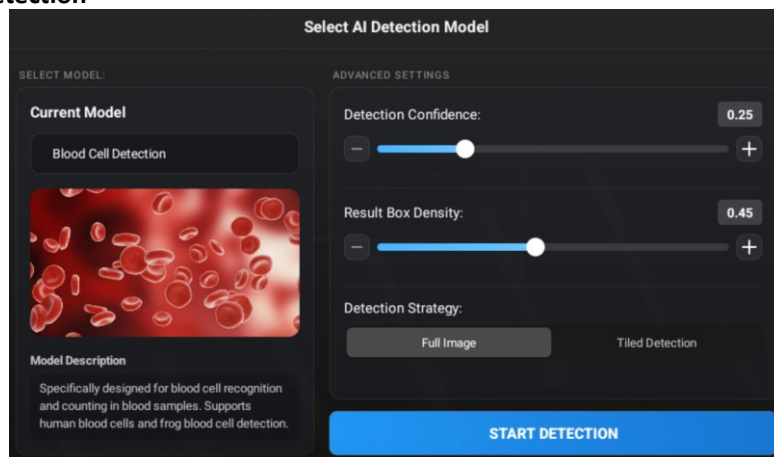 Select AI Detection Model
SELECT MODEL:
Current Model
Blood Cell Detection
Model Description
Specifically designed for blood cell recognition
and counting in blood samples. Supports
human blood cells and frog blood cell detection.
ADVANCED SETTINGS
Detection Confidence:
0.25
Result Box Density:
0.45
Detection Strategy:
Full Image
Tiled Detection
START DETECTION